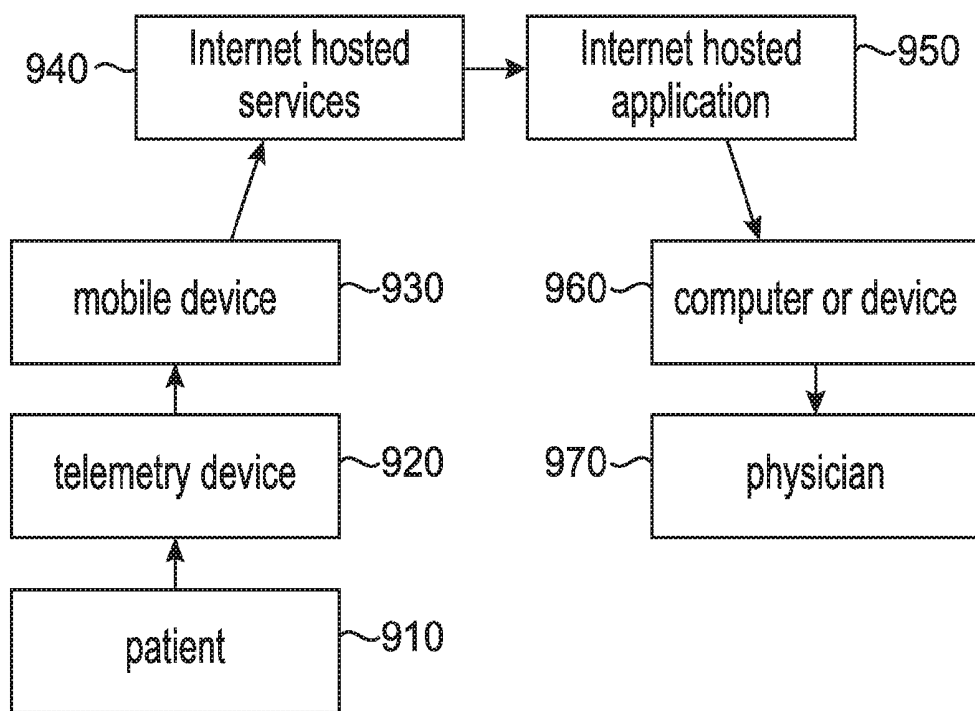 940
Internet hosted
services
Internet hosted
application
950
mobile device
930
960
computer or device
telemetry device
920
970
physician
patient
910